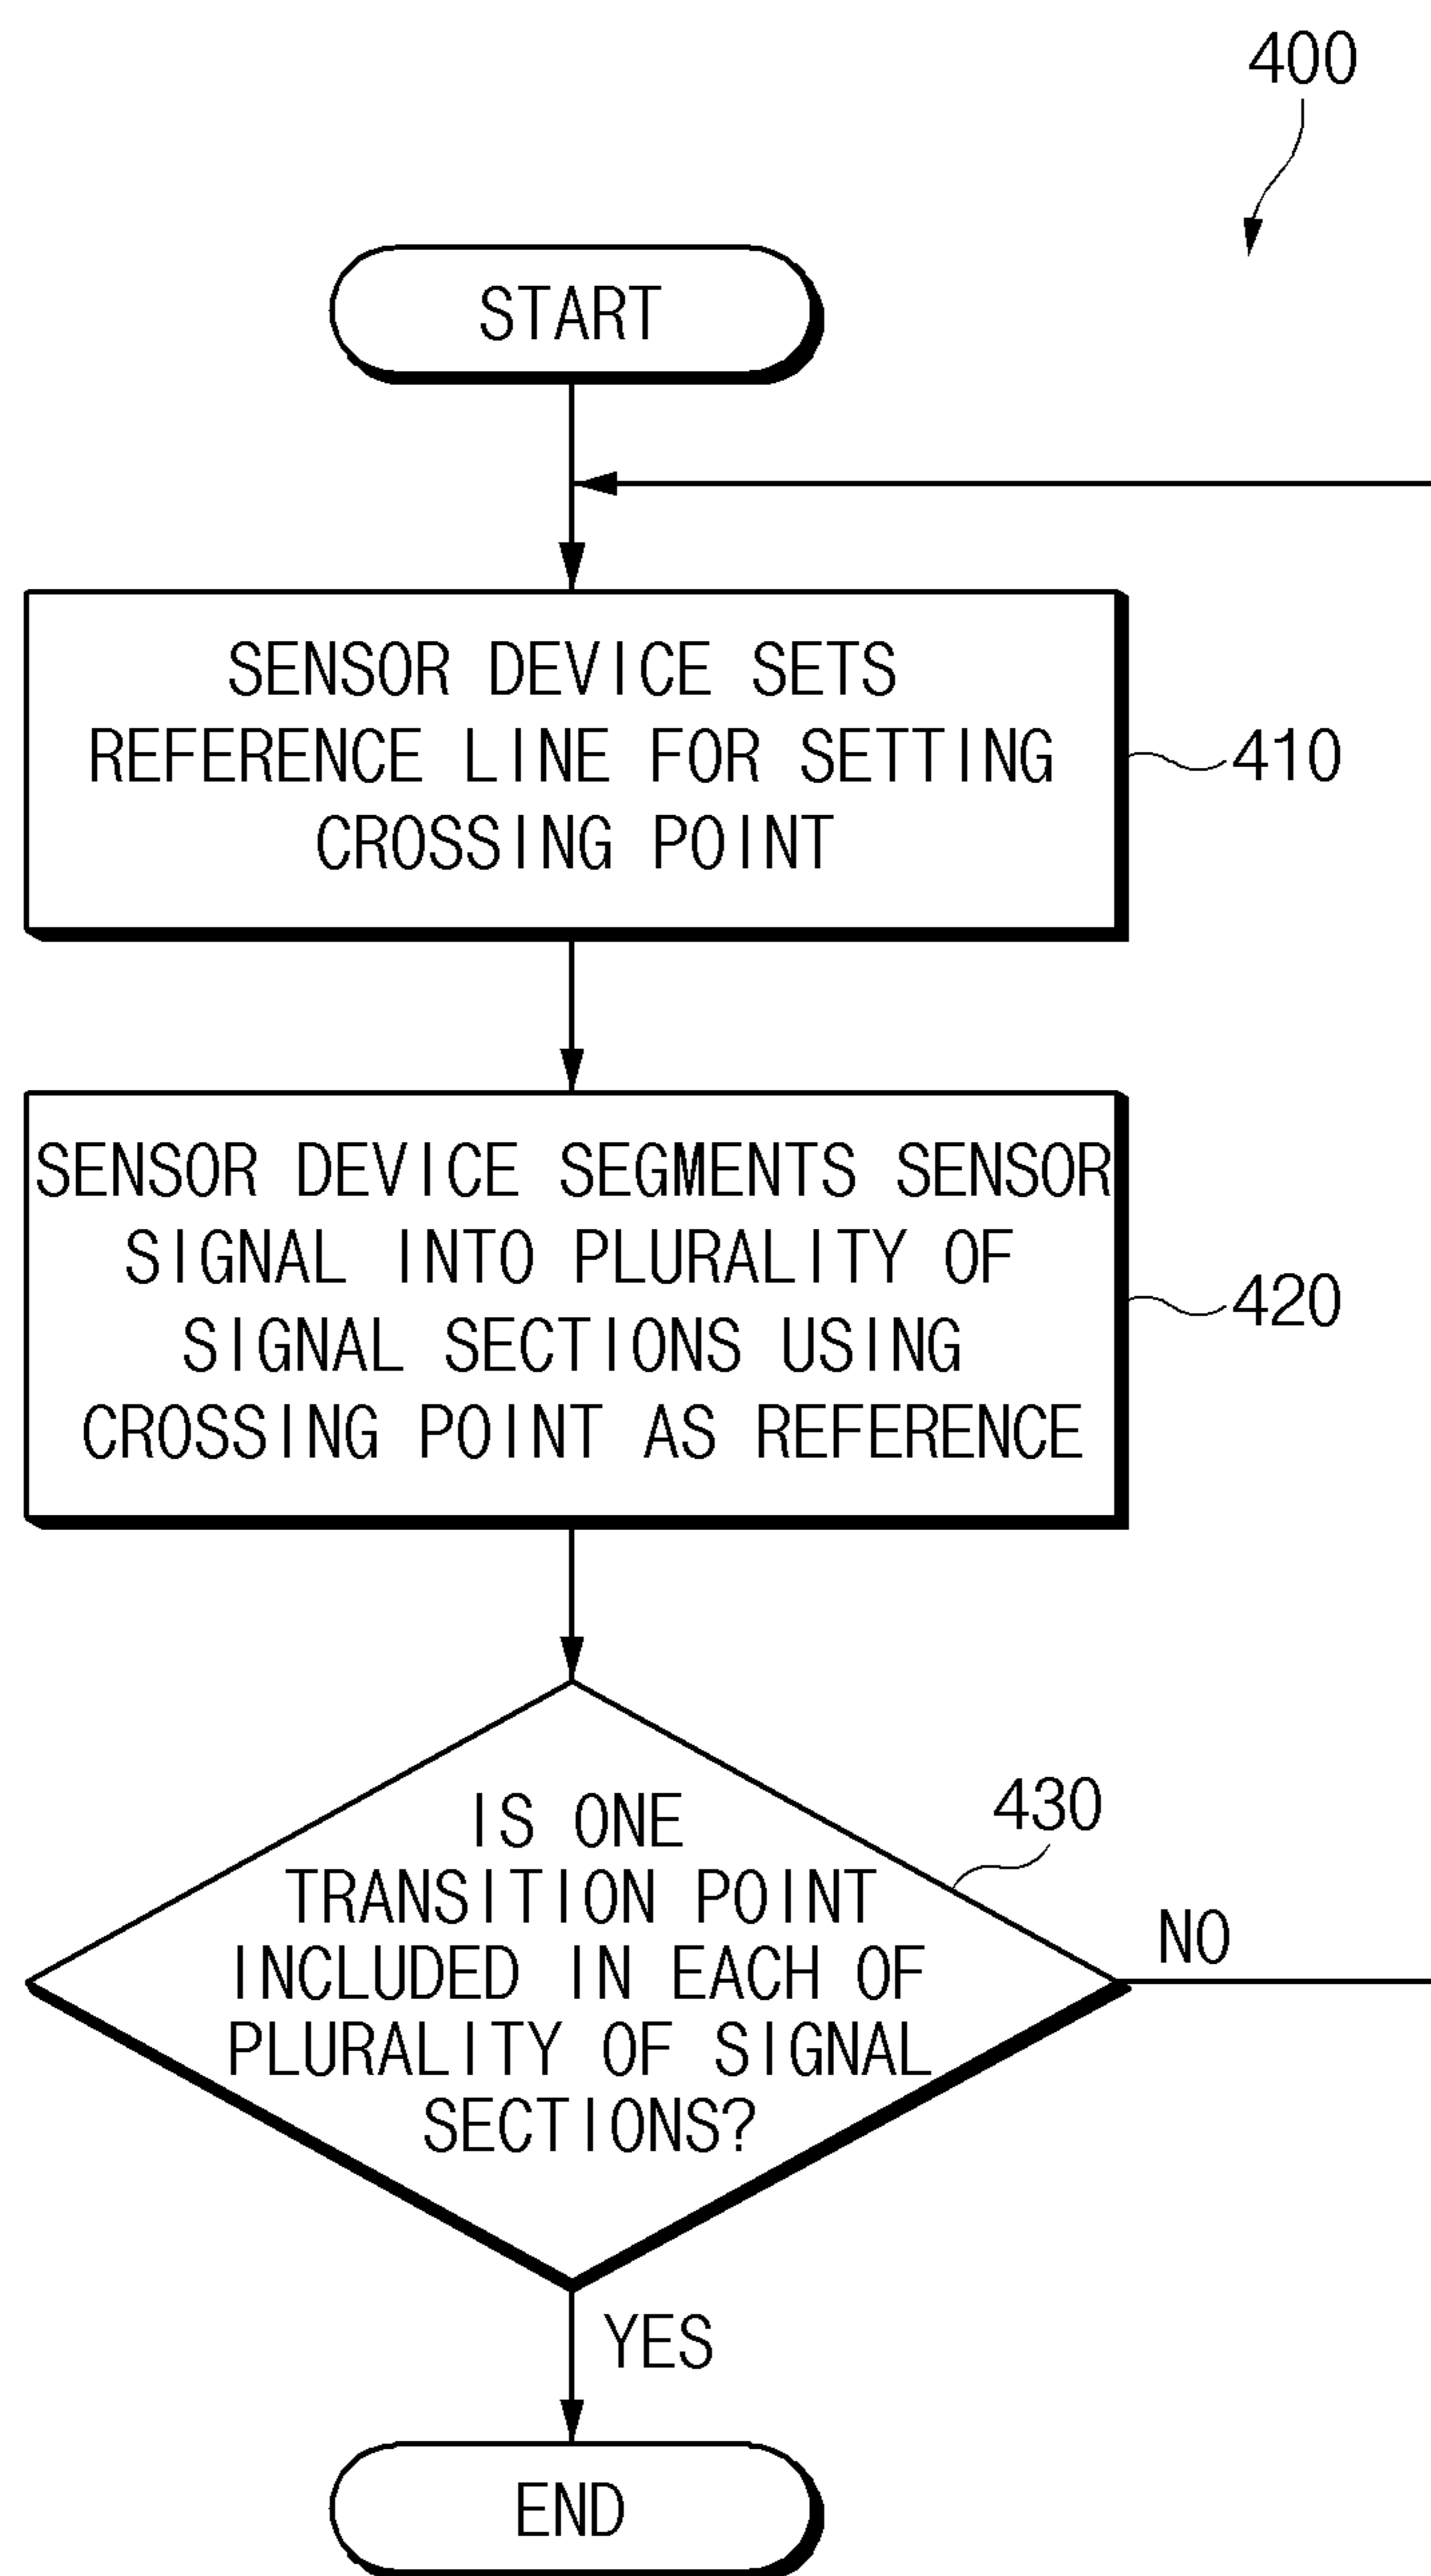 400
START
SENSOR DEVICE SETS
REFERENCE LINE FOR SETTING
CROSSING POINT
410
SENSOR DEVICE SEGMENTS SENSOR
SIGNAL INTO PLURALITY OF
SIGNAL SECTIONS USING
CROSSING POINT AS REFERENCE
420
IS ONE
TRANSITION POINT
INCLUDED IN EACH OF
PLURALITY OF SIGNAL
SECTIONS?
430
NO
YES
END